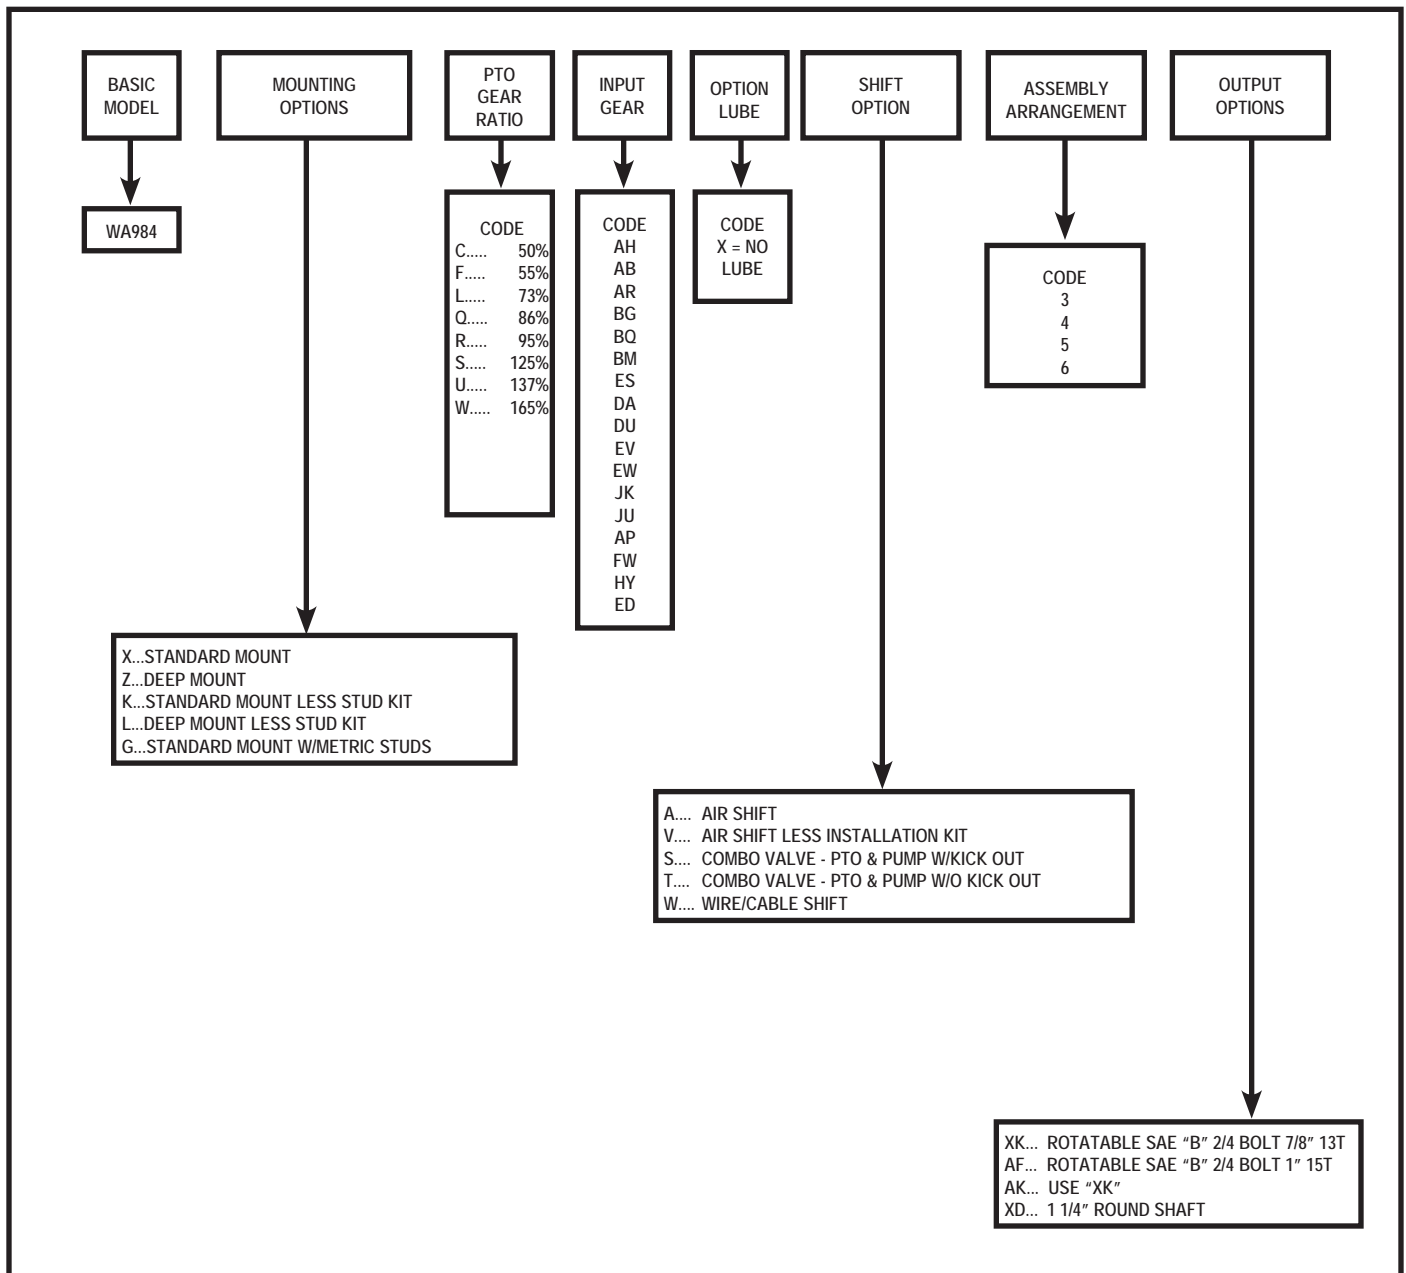 BASIC
MODEL
MOUNTING
OPTIONS
PTO
GEAR
RATIO
INPUT
GEAR
OPTION
LUBE
SHIFT
OPTION
ASSEMBLY
ARRANGEMENT
OUTPUT
OPTIONS
WA984
CODE
C..... 50%
F..... 55%
L..... 73%
Q..... 86%
R..... 95%
S..... 125%
U..... 137%
W..... 165%
CODE
AH
AB
AR
BG
BQ
BM
ES
DA
DU
EV
EW
JK
JU
AP
FW
HY
ED
CODE
X = NO
LUBE
CODE
3
4
5
6
X...STANDARD MOUNT
Z...DEEP MOUNT
K...STANDARD MOUNT LESS STUD KIT
L...DEEP MOUNT LESS STUD KIT
G...STANDARD MOUNT W/METRIC STUDS
A.... AIR SHIFT
V.... AIR SHIFT LESS INSTALLATION KIT
S.... COMBO VALVE - PTO & PUMP W/KICK OUT
T.... COMBO VALVE - PTO & PUMP W/O KICK OUT
W.... WIRE/CABLE SHIFT
XK... ROTATABLE SAE “B” 2/4 BOLT 7/8” 13T
AF... ROTATABLE SAE “B” 2/4 BOLT 1” 15T
AK... USE “XK”
XD... 1 1/4” ROUND SHAFT